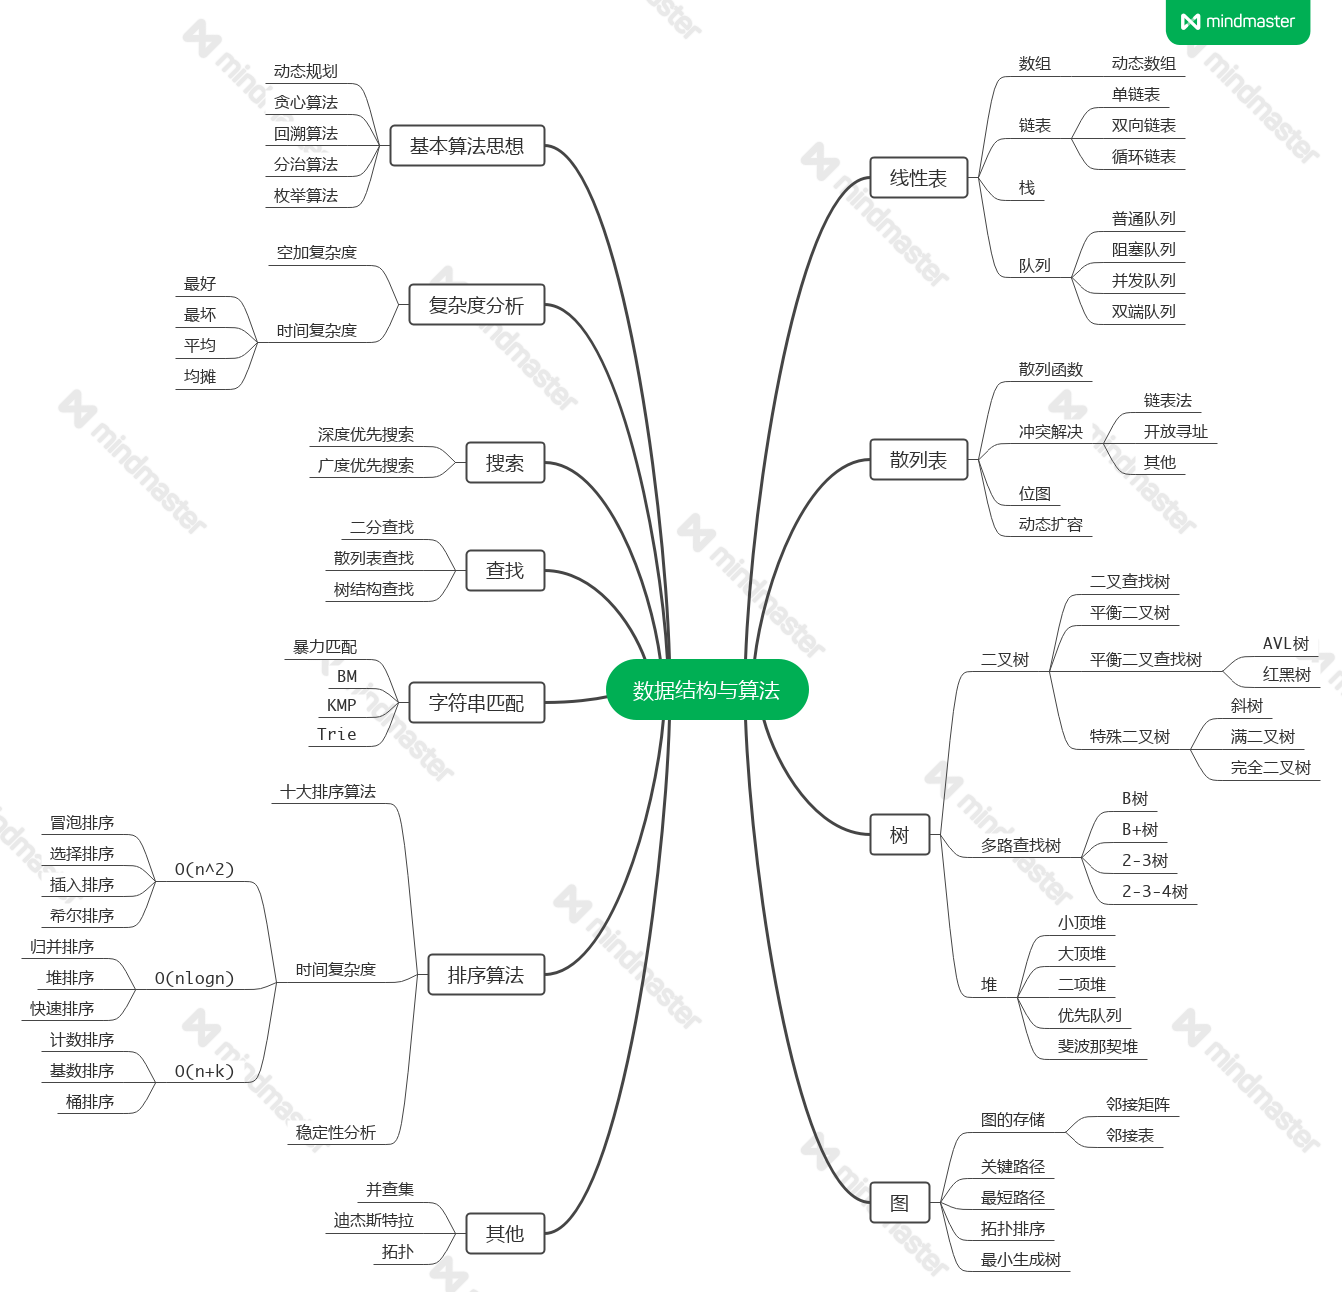 mindmaster
数据结构与算法
线性表
数组
动态数组
链表
单链表
双向链表
循环链表
栈
队列
普通队列
阻塞队列
并发队列
双端队列
散列表
散列函数
冲突解决
链表法
开放寻址
其他
位图
动态扩容
树
二叉树
二叉查找树
平衡二叉树
平衡二叉查找树
AVL树
红黑树
特殊二叉树
斜树
满二叉树
完全二叉树
多路查找树
B树
B+树
2-3树
2-3-4树
堆
小顶堆
大顶堆
二项堆
优先队列
斐波那契堆
图
图的存储
邻接矩阵
邻接表
关键路径
最短路径
拓扑排序
最小生成树
基本算法思想
动态规划
贪心算法
回溯算法
分治算法
枚举算法
复杂度分析
空加复杂度
时间复杂度
最好
最坏
平均
均摊
搜索
深度优先搜索
广度优先搜索
查找
二分查找
散列表查找
树结构查找
字符串匹配
暴力匹配
BM
KMP
Trie
排序算法
十大排序算法
时间复杂度
O(n^2)
冒泡排序
选择排序
插入排序
希尔排序
O(nlogn)
归并排序
堆排序
快速排序
O(n+k)
计数排序
基数排序
桶排序
稳定性分析
其他
并查集
迪杰斯特拉
拓扑